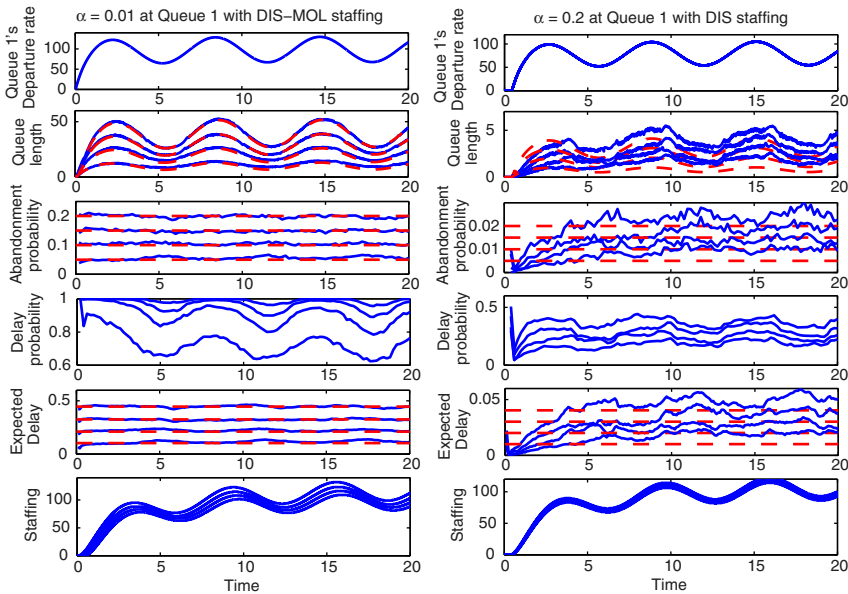 α = 0.01 at Queue 1 with DIS−MOL staffing
Queue 1's
Departure rate
100
50
0
0 5 10 15 20
Queue
length
50
0
0 5 10 15 20
Abandonment
probability
0.2
0.1
0
0 5 10 15 20
Delay
probability
1
0.8
0.6
0 5 10 15 20
Expected
Delay
0.5
0
0 5 10 15 20
Staffing
100
50
0
0 5 10 15 20
Time
α = 0.2 at Queue 1 with DIS staffing
Queue 1's
Departure rate
100
50
0
0 5 10 15 20
Queue
length
5
0
0 5 10 15 20
Abandonment
probability
0.02
0.01
0
0 5 10 15 20
Delay
probability
0.5
0
0 5 10 15 20
Expected
Delay
0.05
0
0 5 10 15 20
Staffing
100
50
0
0 5 10 15 20
Time